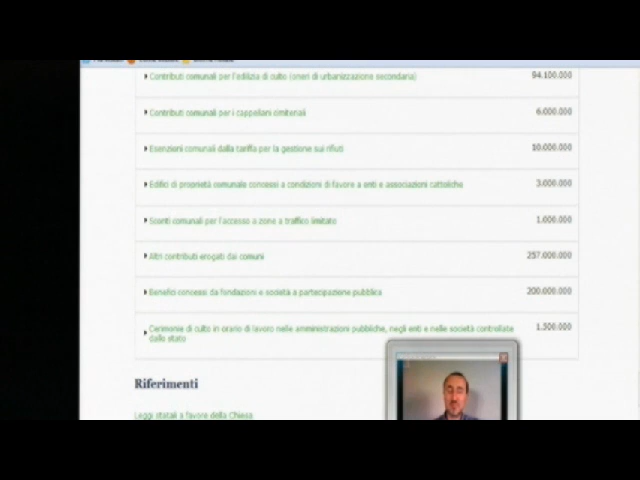 Contributi comunali per l'edilizia di culto (oneri di urbanizzazione secondaria) 94.100.000
Contributi comunali per i cappellani cimiteriali 6.000.000
Esenzioni comunali dalla tariffa per la gestione sui rifiuti 10.000.000
Edifici di proprietà comunale concessi a condizioni di favore a enti e associazioni cattoliche 3.000.000
Sconti comunali per l'accesso a zone a traffico limitato 1.000.000
Altri contributi erogati dai comuni 257.000.000
Benefici concessi da fondazioni e società a partecipazione pubblica 200.000.000
Cerimonie di culto in orario di lavoro nelle amministrazioni pubbliche, negli enti e nelle società controllate 1.500.000
dallo stato
Riferimenti
Leggi statali a favore della Chiesa